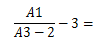 A1
A3 − 2
− 3 =